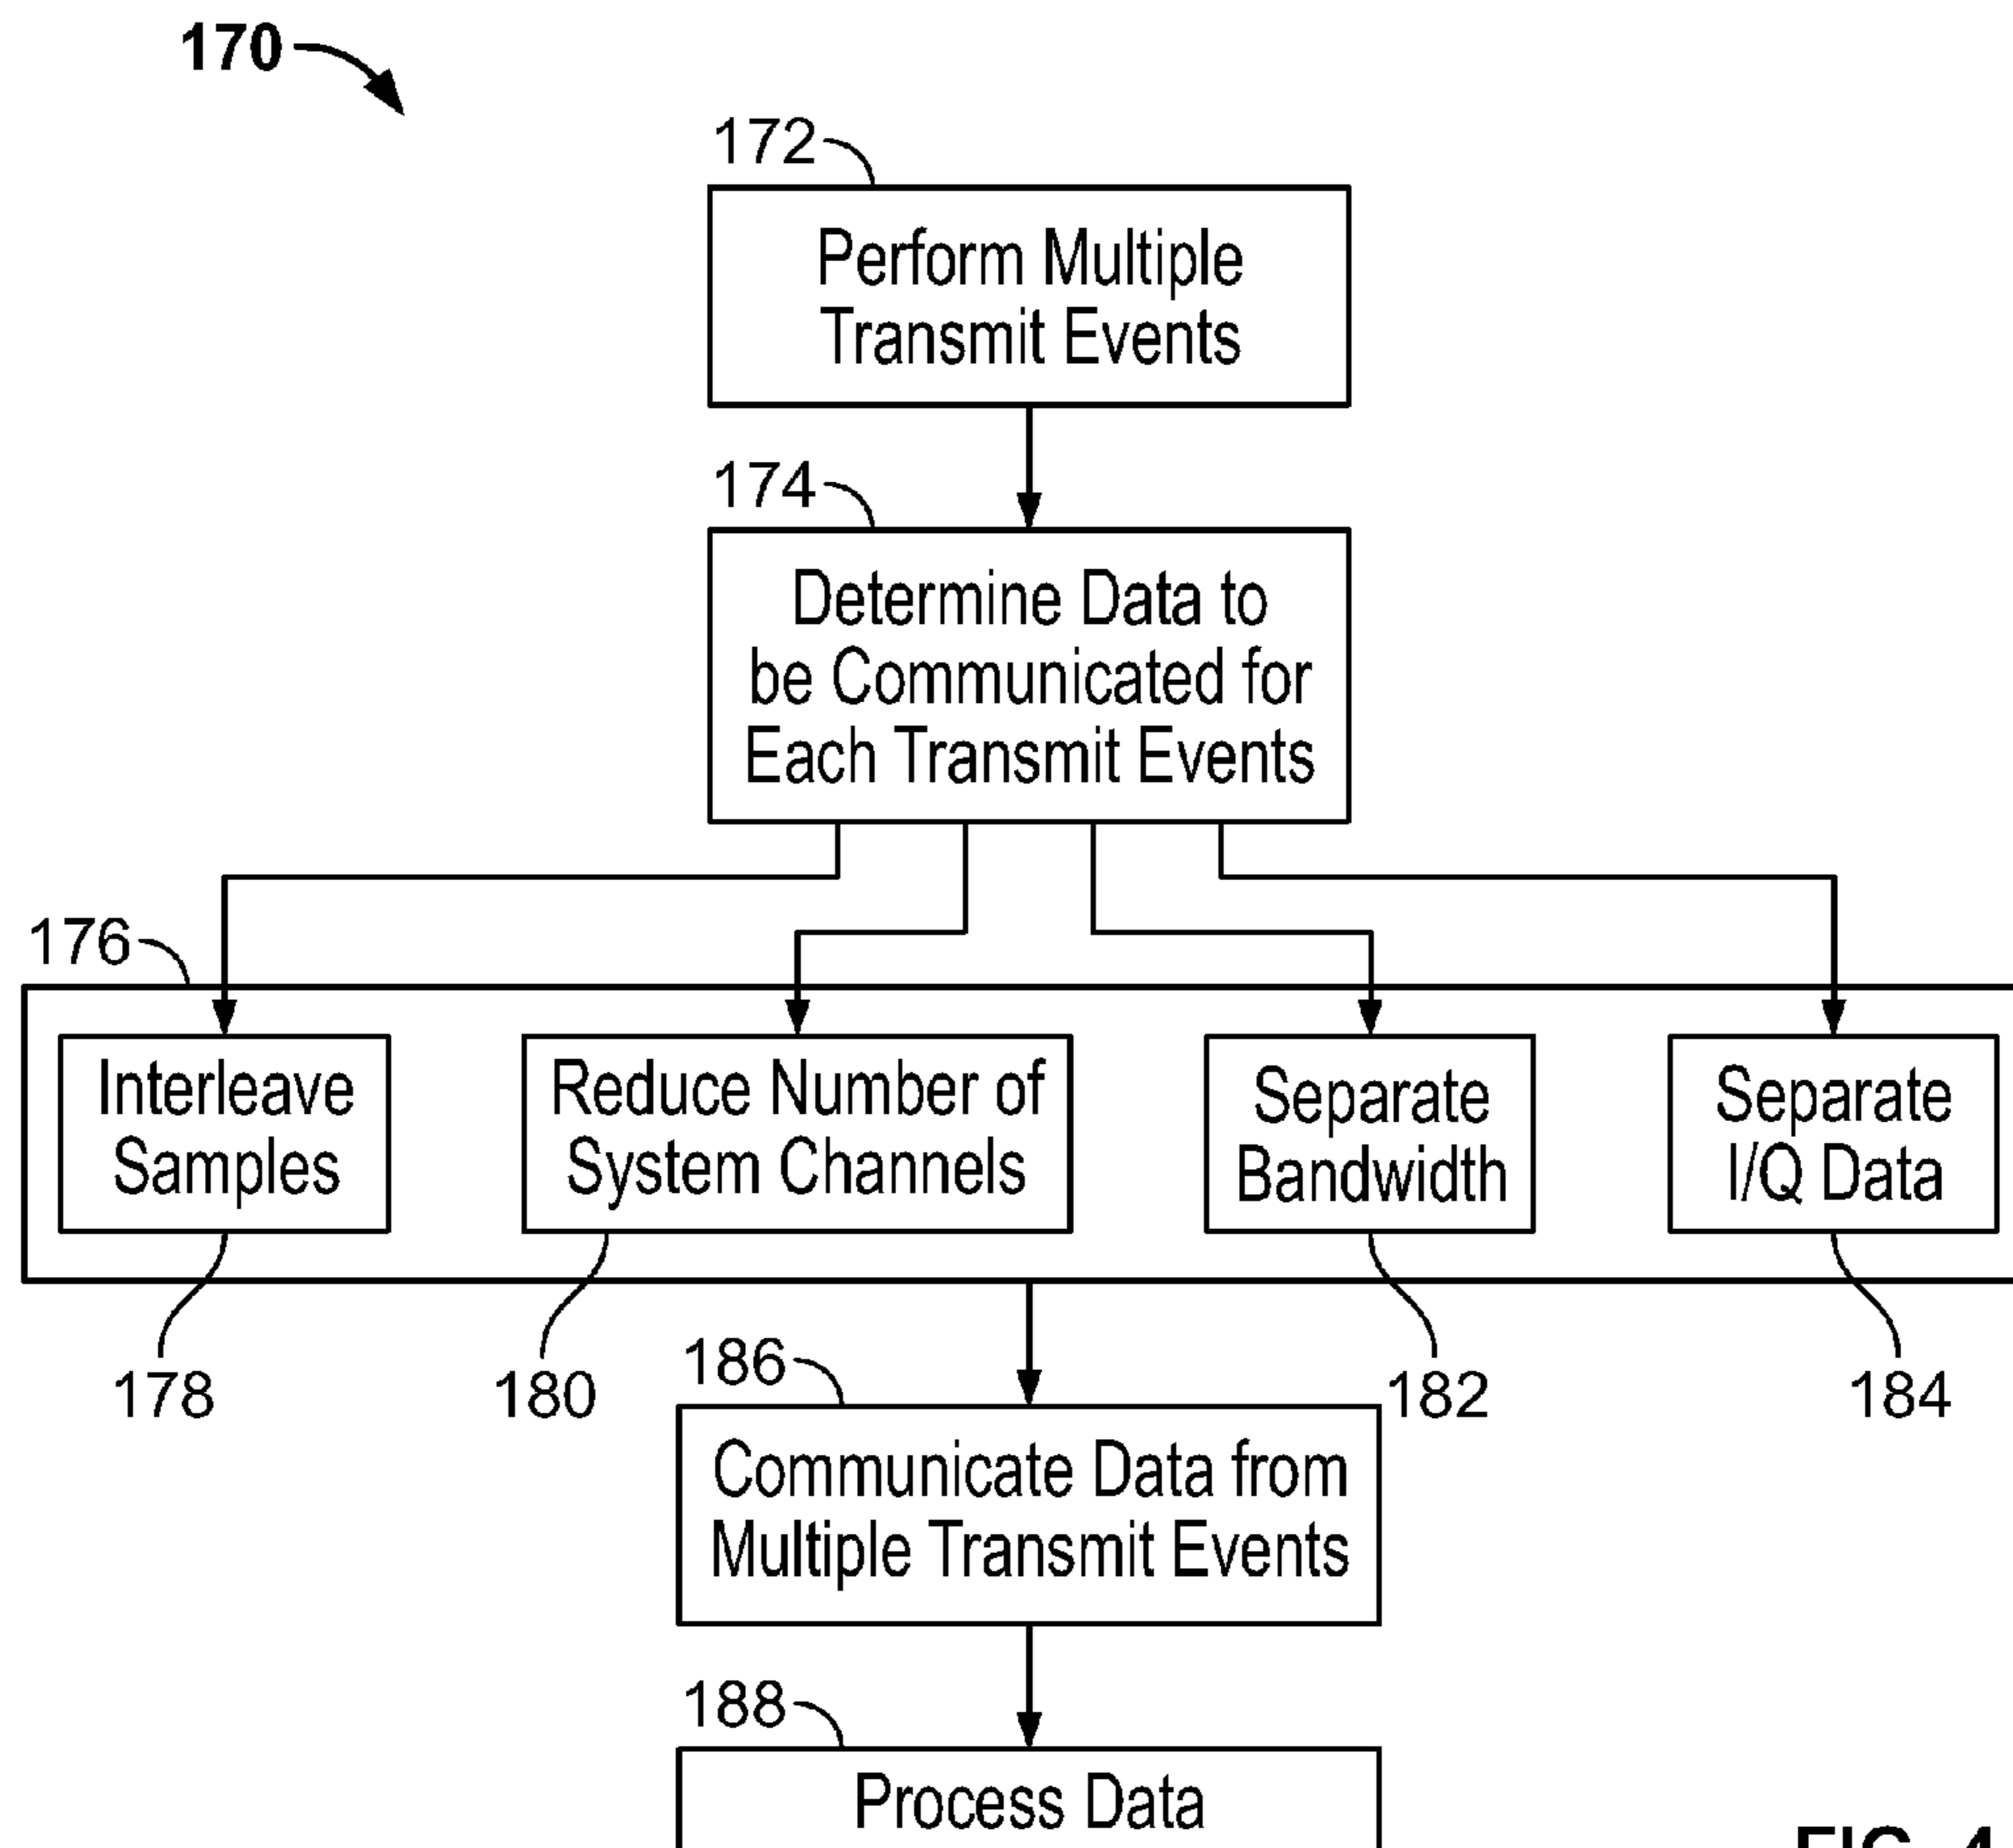 170
172
Perform Multiple
Transmit Events
174
Determine Data to
be Communicated for
Each Transmit Events
176
Interleave
Samples
Reduce Number of
System Channels
Separate
Bandwidth
Separate
I/Q Data
178
180
182
184
186
Communicate Data from
Multiple Transmit Events
188
Process Data
FIG. 4